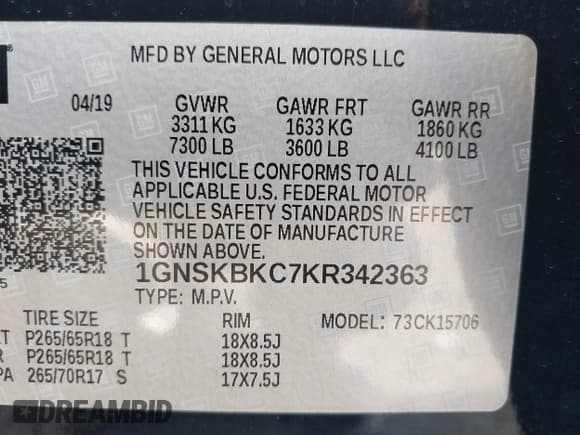 MFD BY GENERAL MOTORS LLC
04/19 GVWR GAWR FRT GAWR RR
3311 KG 1633 KG 1860 KG
7300 LB 3600 LB 4100 LB
THIS VEHICLE CONFORMS TO ALL
APPLICABLE U.S. FEDERAL MOTOR
VEHICLE SAFETY STANDARDS IN EFFECT
ON THE DATE OF MANUFACTURE
SHOWN ABOVE.
1GNSKBKC7KR342363
TYPE: M.P.V.
TIRE SIZE RIM MODEL: 73CK15706
P265/65R18 T 18X8.5J
R P265/65R18 T 18X8.5J
PA 265/70R17 S 17X7.5J
DREAMBID